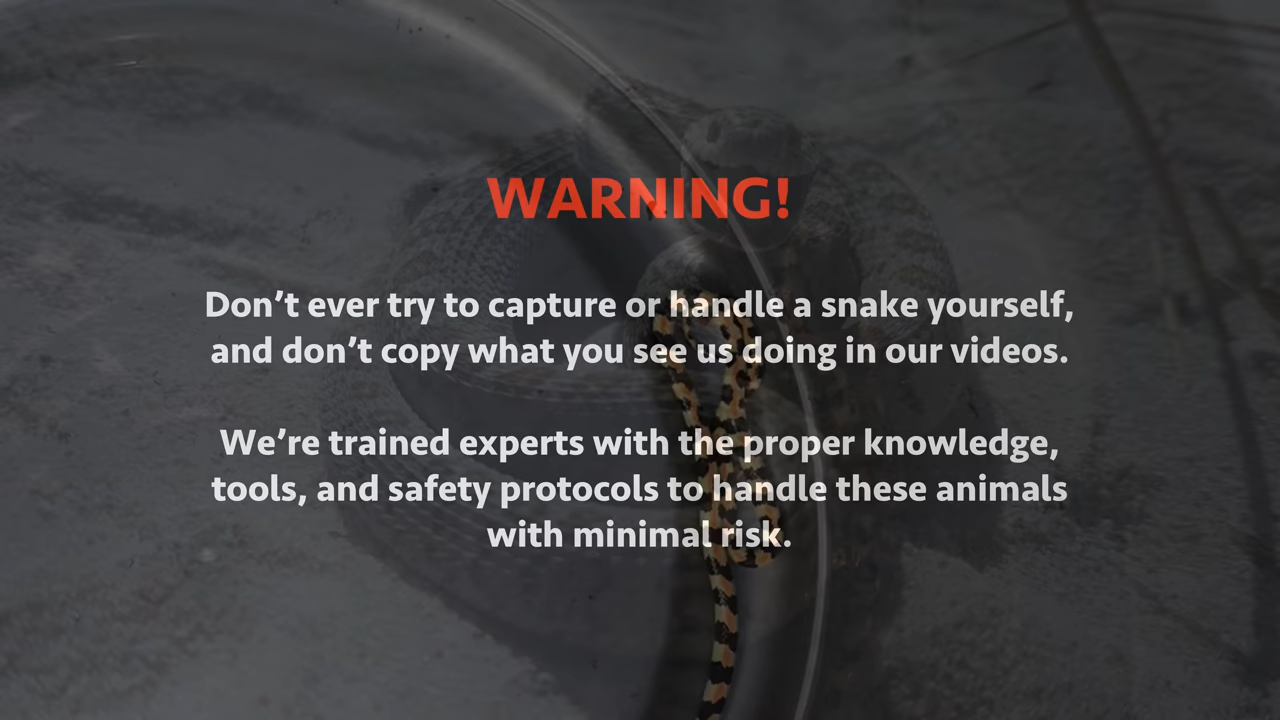 WARNING!
Don’t ever try to capture or handle a snake yourself,
and don’t copy what you see us doing in our videos.
We’re trained experts with the proper knowledge,
tools, and safety protocols to handle these animals
with minimal risk.